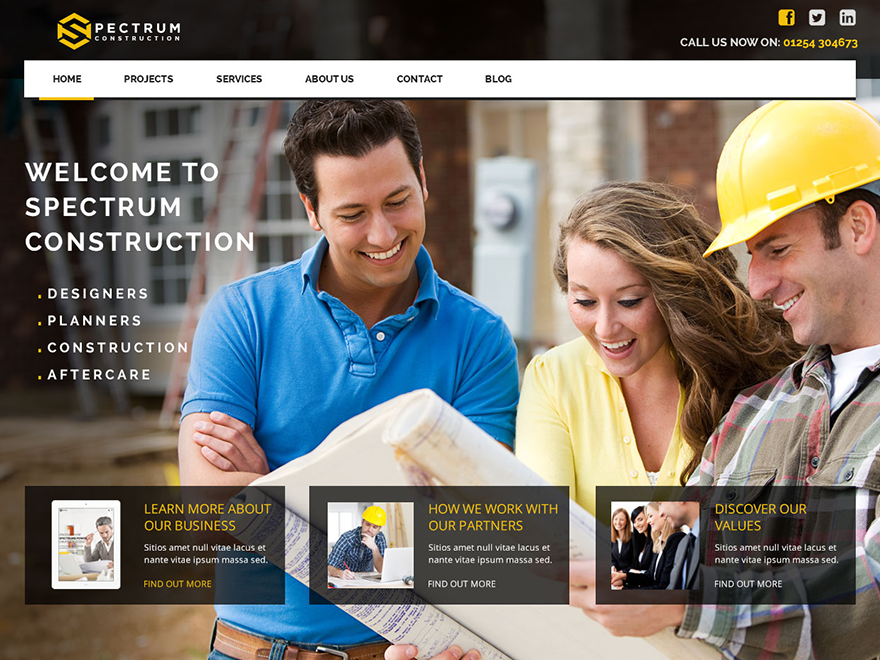 SPECTRUM
CONSTRUCTION
CALL US NOW ON: 01254 304673
HOME PROJECTS SERVICES ABOUT US CONTACT BLOG
WELCOME TO
SPECTRUM
CONSTRUCTION
DESIGNERS
PLANNERS
CONSTRUCTION
AFTERCARE
LEARN MORE ABOUT
OUR BUSINESS
Sitios amet null vitae lacus et
nante vitae ipsum massa sed.
FIND OUT MORE
HOW WE WORK WITH
OUR PARTNERS
Sitios amet null vitae lacus et
nante vitae ipsum massa sed.
FIND OUT MORE
DISCOVER OUR
VALUES
Sitios amet null vitae lacus et
nante vitae ipsum massa sed.
FIND OUT MORE